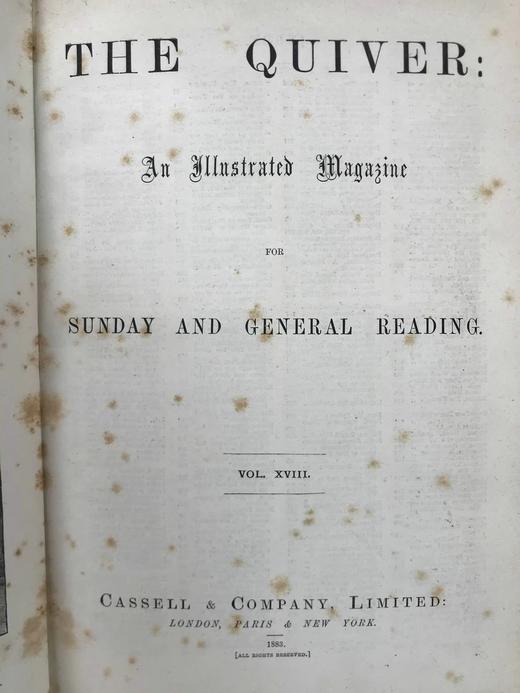 THE QUIVER:
An Illustrated Magazine
FOR
SUNDAY AND GENERAL READING.
VOL. XVIII.
CASSELL & COMPANY, LIMITED:
LONDON, PARIS & NEW YORK.
1883.
[ALL RIGHTS RESERVED.]